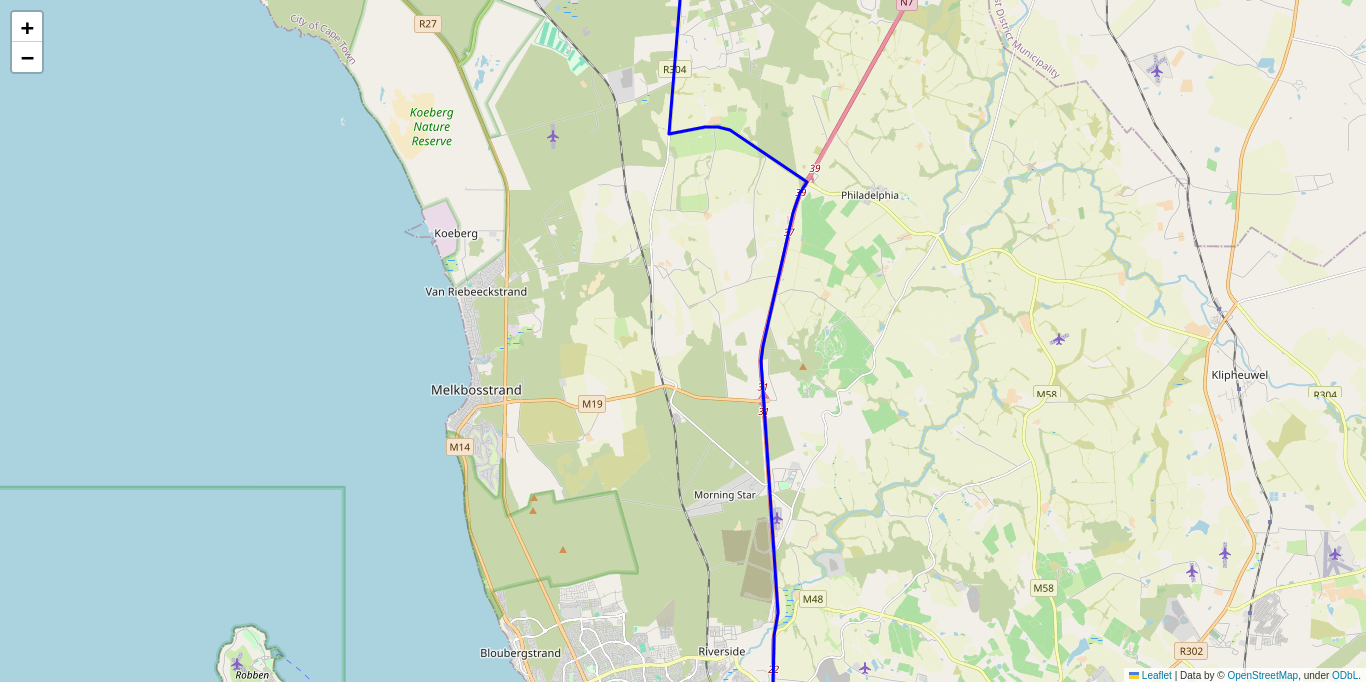 +
−
City of Cape Town
R27
N7
st District Municipality
R304
Koeberg
Nature
Reserve
39
39
Philadelphia
37
Koeberg
Van Riebeeckstrand
Melkbosstrand
31
31
M19
M14
Klipheuwel
M58
R304
Morning Star
M48
M58
Bloubergstrand
Riverside
22
R302
Robben
Leaflet | Data by © OpenStreetMap, under ODbL.